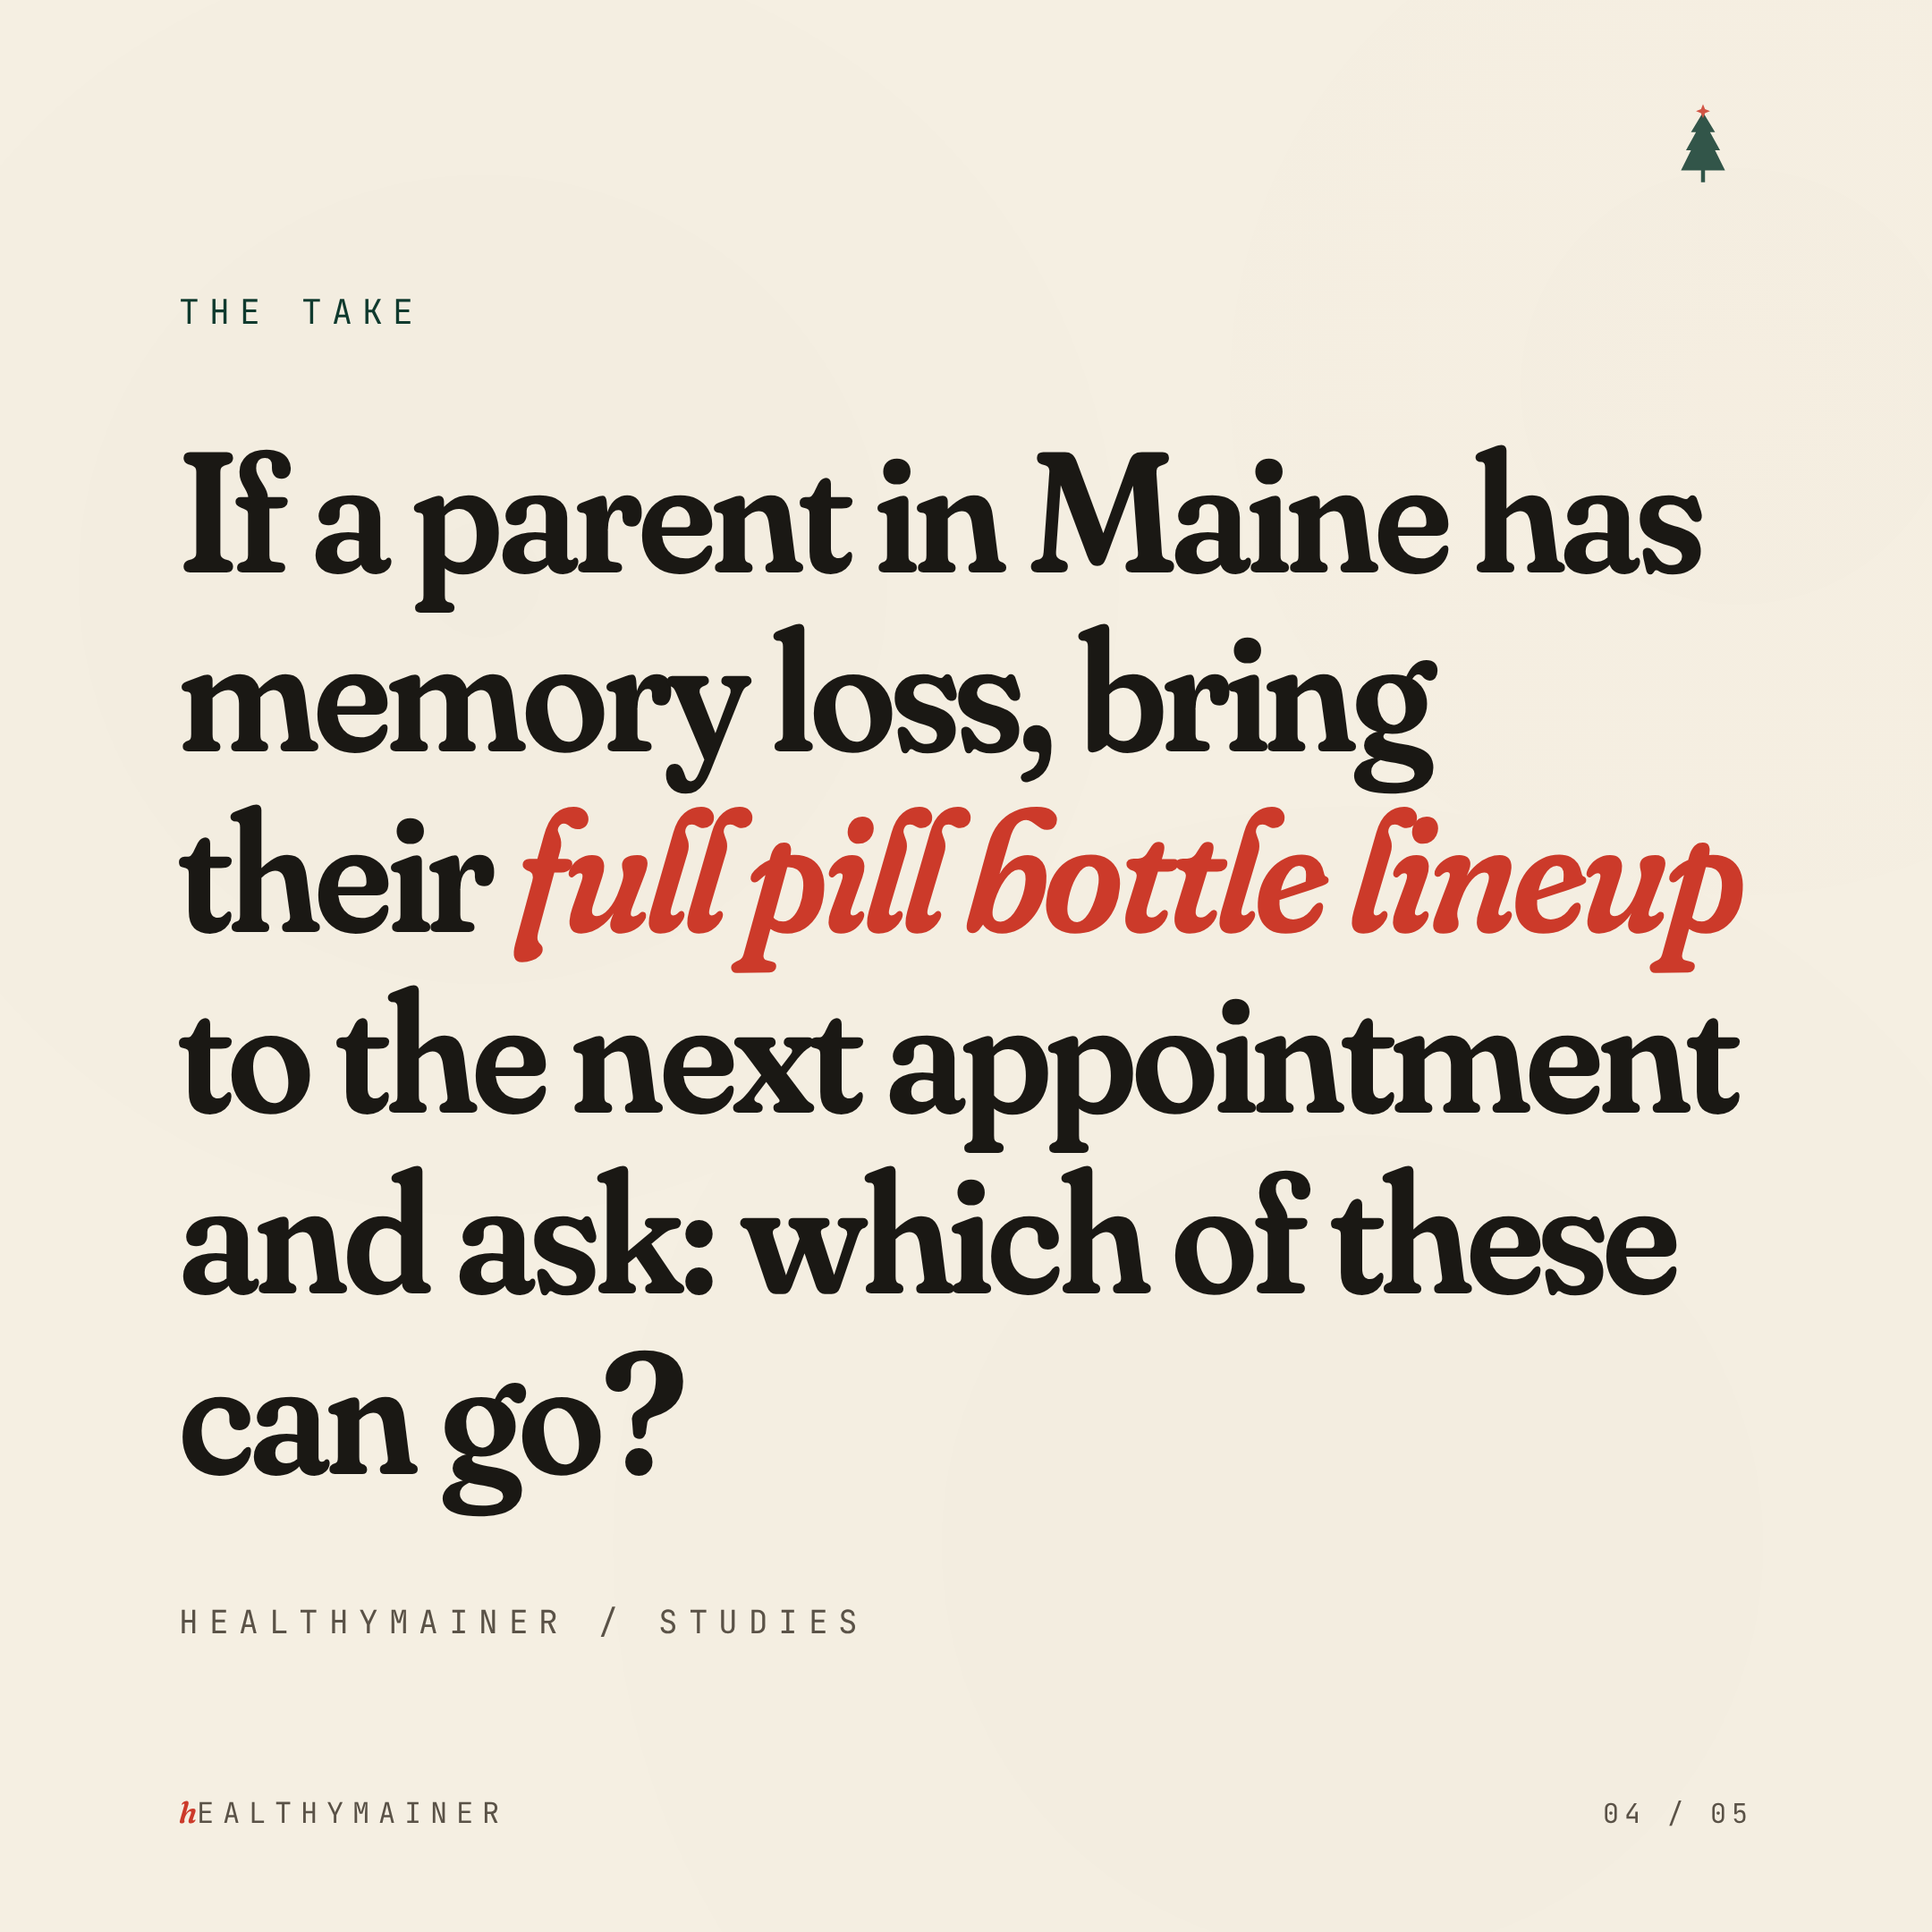 THE TAKE
If a parent in Maine has
memory loss, bring
their full pill bottle lineup
to the next appointment
and ask: which of these
can go?
HEALTHYMAINER / STUDIES
hEALTHYMAINER
04 / 05